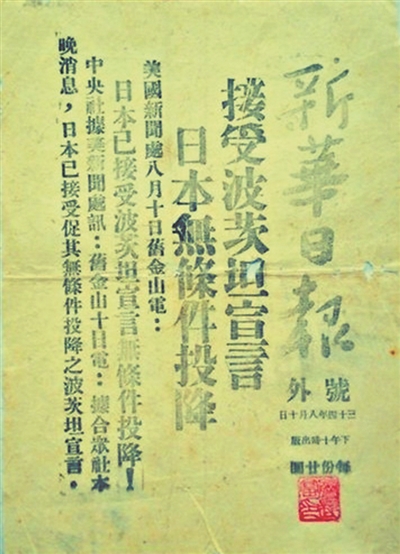 新華日報
號外
三十四年八月十日
下午十時出版
每份廿圓
接受波茨坦宣言
日本無條件投降
美國新聞處八月十日舊金山電：
日本已接受波茨坦宣言無條件投降！
中央社據美新聞處訊：舊金山十日電：據合眾社本
晚消息，日本已接受促其無條件投降之波茨坦宣言。